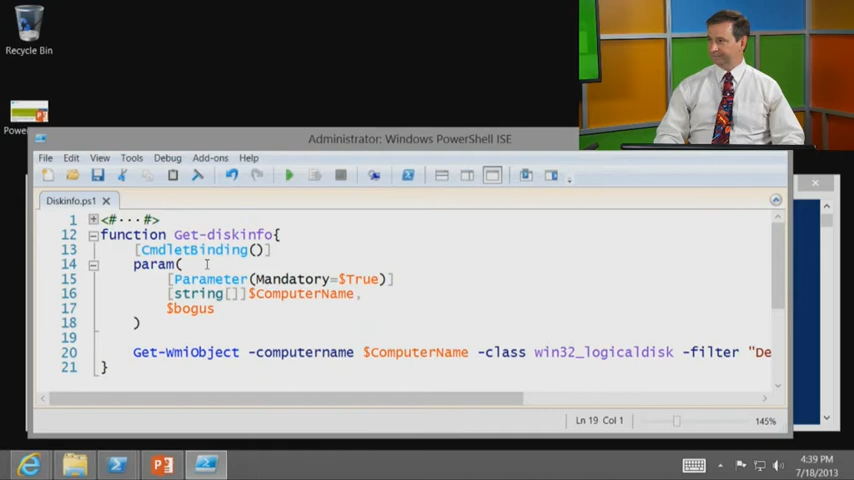 Recycle Bin
Administrator: Windows PowerShell ISE
File Edit View Tools Debug Add-ons Help
Diskinfo.ps1
1 <#···#>
12 function Get-diskinfo{
13 [CmdletBinding()]
14 param(
15 [Parameter(Mandatory=$True)]
16 [string[]]$ComputerName,
17 $bogus
18 )
19
20 Get-WmiObject -computername $ComputerName -class win32_logicaldisk -filter "De
21 }
Ln 19 Col 1 145%
4:39 PM
7/18/2013